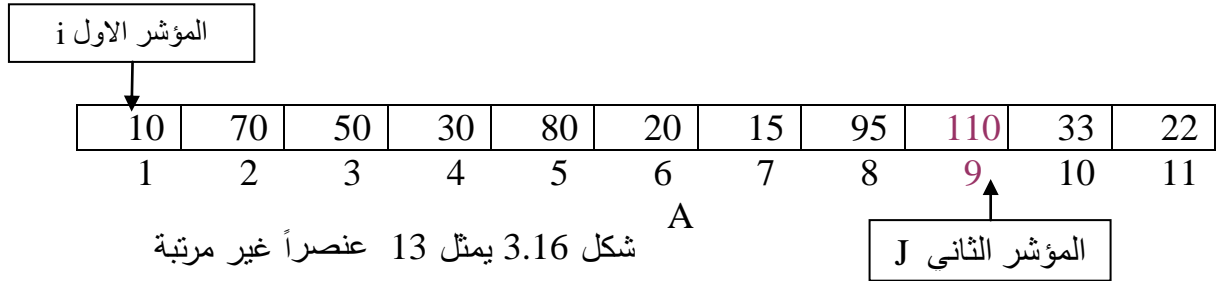 المؤشر الاول i
10 70 50 30 80 20 15 95 110 33 22
1 2 3 4 5 6 7 8 9 10 11
A
شكل 3.16 يمثل 13 عنصراً غير مرتبة
المؤشر الثاني J